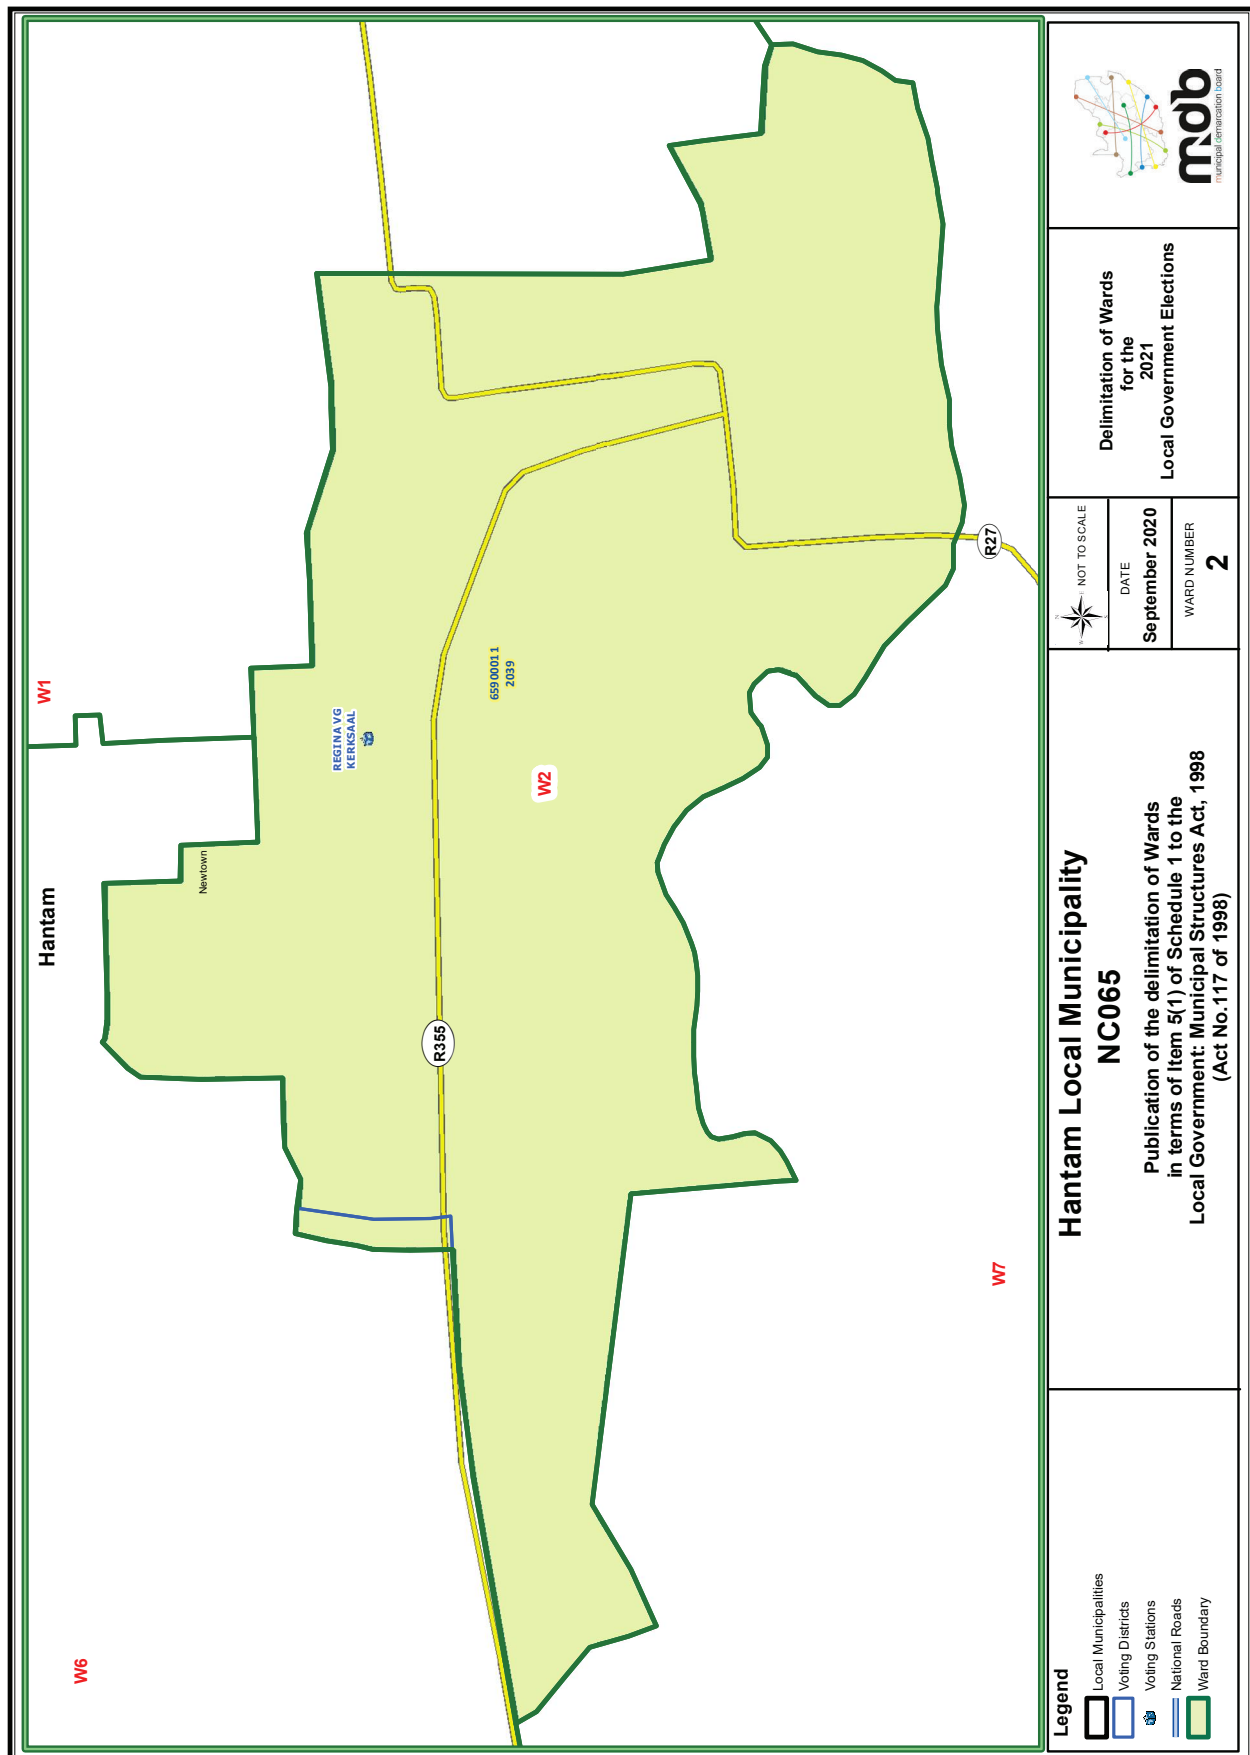 W6
Hantam
W1
Newtown
REGINA VG
KERKSAAL
R355
65900011
2039
W2
W7
R27
Legend
Local Municipalities
Voting Districts
Voting Stations
National Roads
Ward Boundary
Hantam Local Municipality
NC065
Publication of the delimitation of Wards
in terms of Item 5(1) of Schedule 1 to the
Local Government: Municipal Structures Act, 1998
(Act No.117 of 1998)
N
W
E
S
NOT TO SCALE
DATE
September 2020
WARD NUMBER
2
Delimitation of Wards
for the
2021
Local Government Elections
mdb
municipal demarcation board